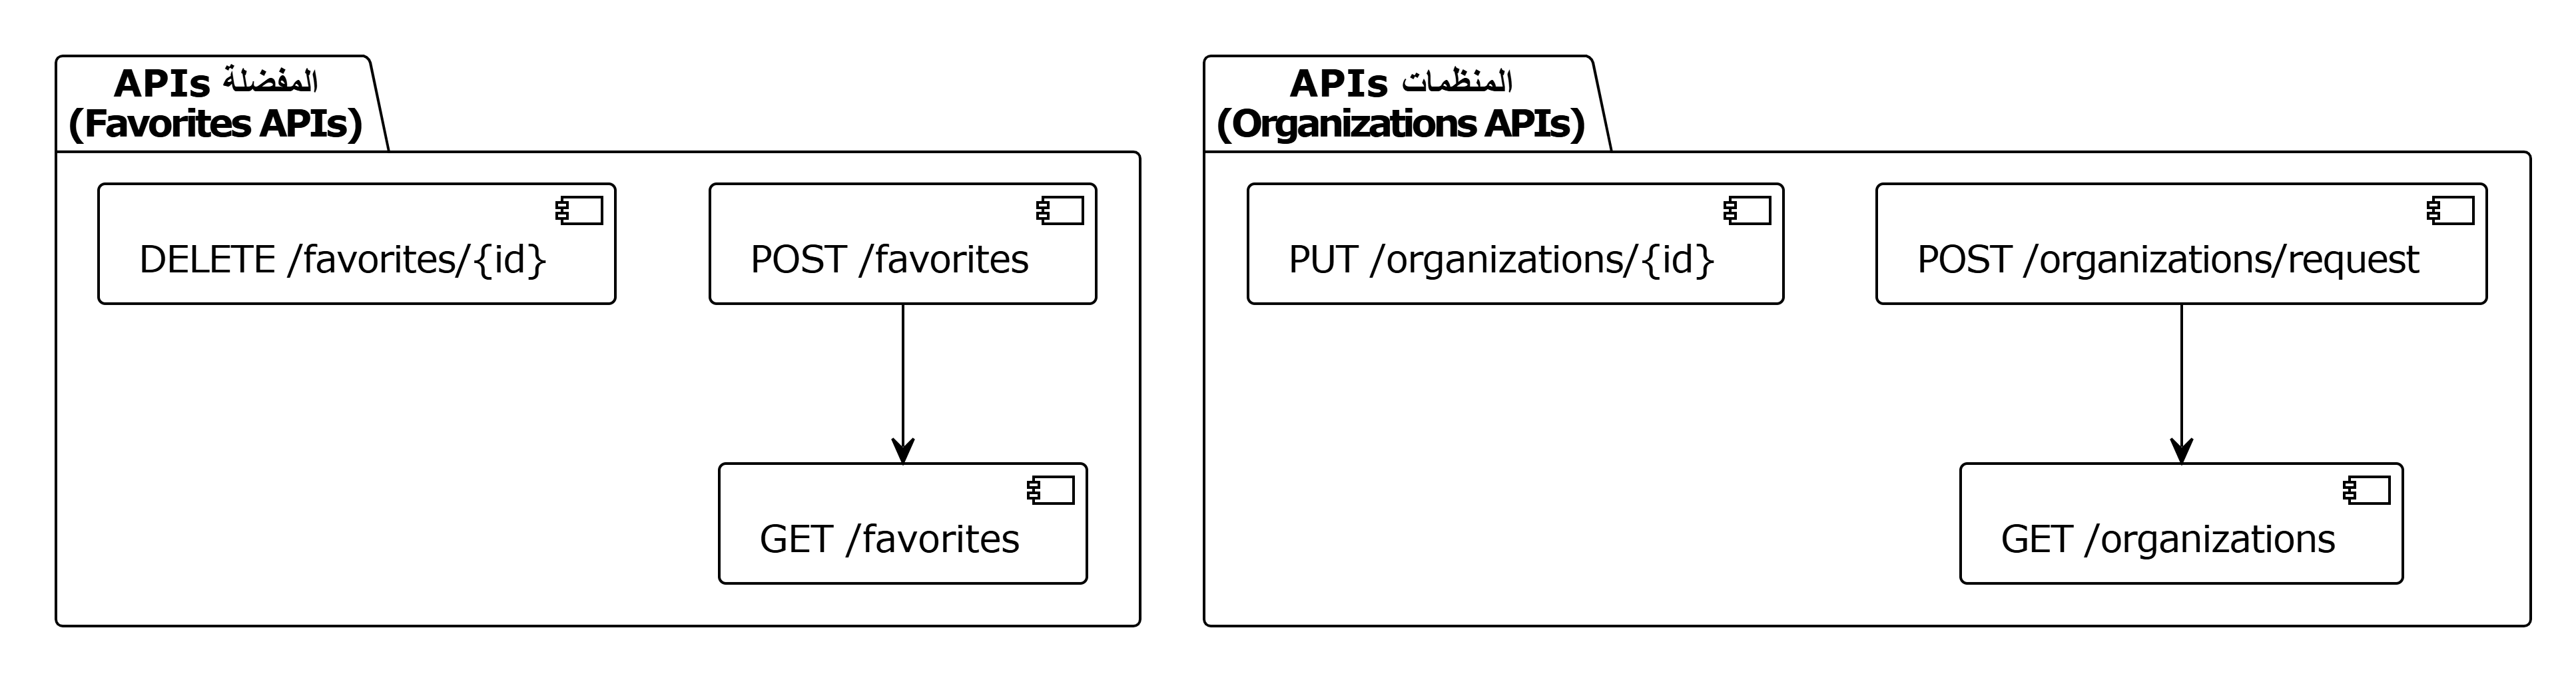 APIs المفضلة
(Favorites APIs)
DELETE /favorites/{id}
POST /favorites
GET /favorites
APIs المنظمات
(Organizations APIs)
PUT /organizations/{id}
POST /organizations/request
GET /organizations